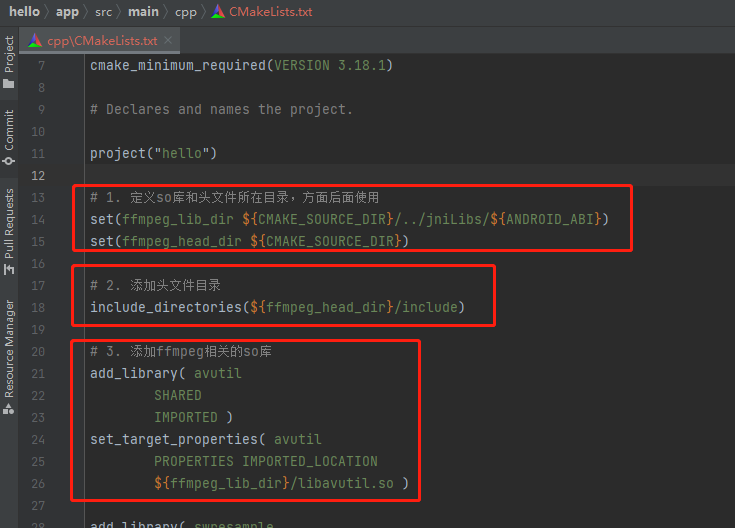 hello > app > src > main > cpp > CMakeLists.txt
cpp\CMakeLists.txt ×
Project
Commit
Pull Requests
Resource Manager
7 cmake_minimum_required(VERSION 3.18.1)
8
9 # Declares and names the project.
10
11 project("hello")
12
13 # 1. 定义so库和头文件所在目录，方面后面使用
14 set(ffmpeg_lib_dir ${CMAKE_SOURCE_DIR}/../jniLibs/${ANDROID_ABI})
15 set(ffmpeg_head_dir ${CMAKE_SOURCE_DIR})
16
17 # 2. 添加头文件目录
18 include_directories(${ffmpeg_head_dir}/include)
19
20 # 3. 添加ffmpeg相关的so库
21 add_library( avutil
22 SHARED
23 IMPORTED )
24 set_target_properties( avutil
25 PROPERTIES IMPORTED_LOCATION
26 ${ffmpeg_lib_dir}/libavutil.so )
27
28 add_library( swresample